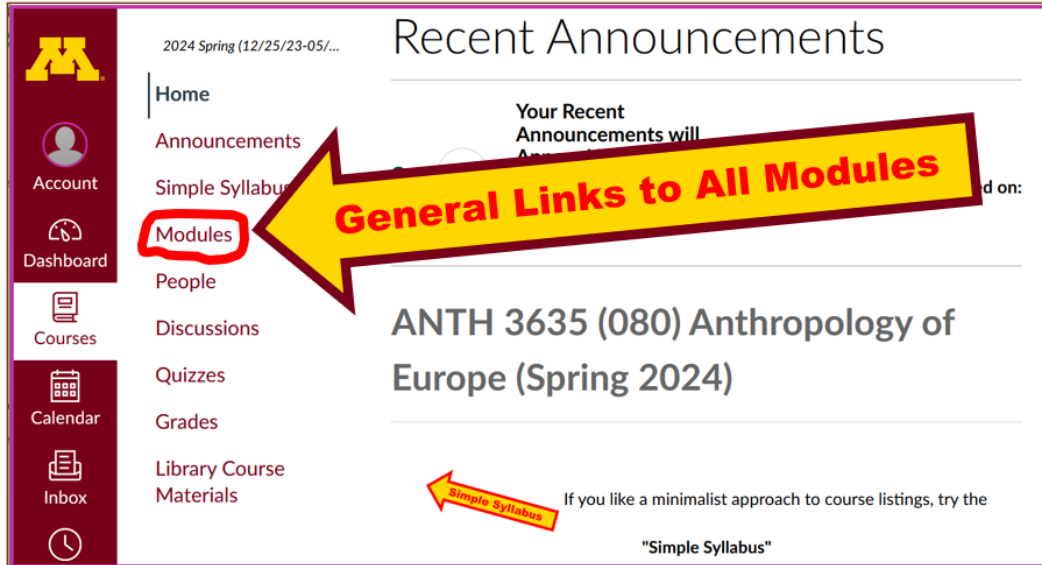 M
Account
Dashboard
Courses
Calendar
Inbox
2024 Spring (12/25/23-05/...
Home
Announcements
Simple Syllabus
Modules
People
Discussions
Quizzes
Grades
Library Course
Materials
Recent Announcements
Your Recent
Announcements will
ed on:
General Links to All Modules
ANTH 3635 (080) Anthropology of
Europe (Spring 2024)
Simple Syllabus
If you like a minimalist approach to course listings, try the
"Simple Syllabus"